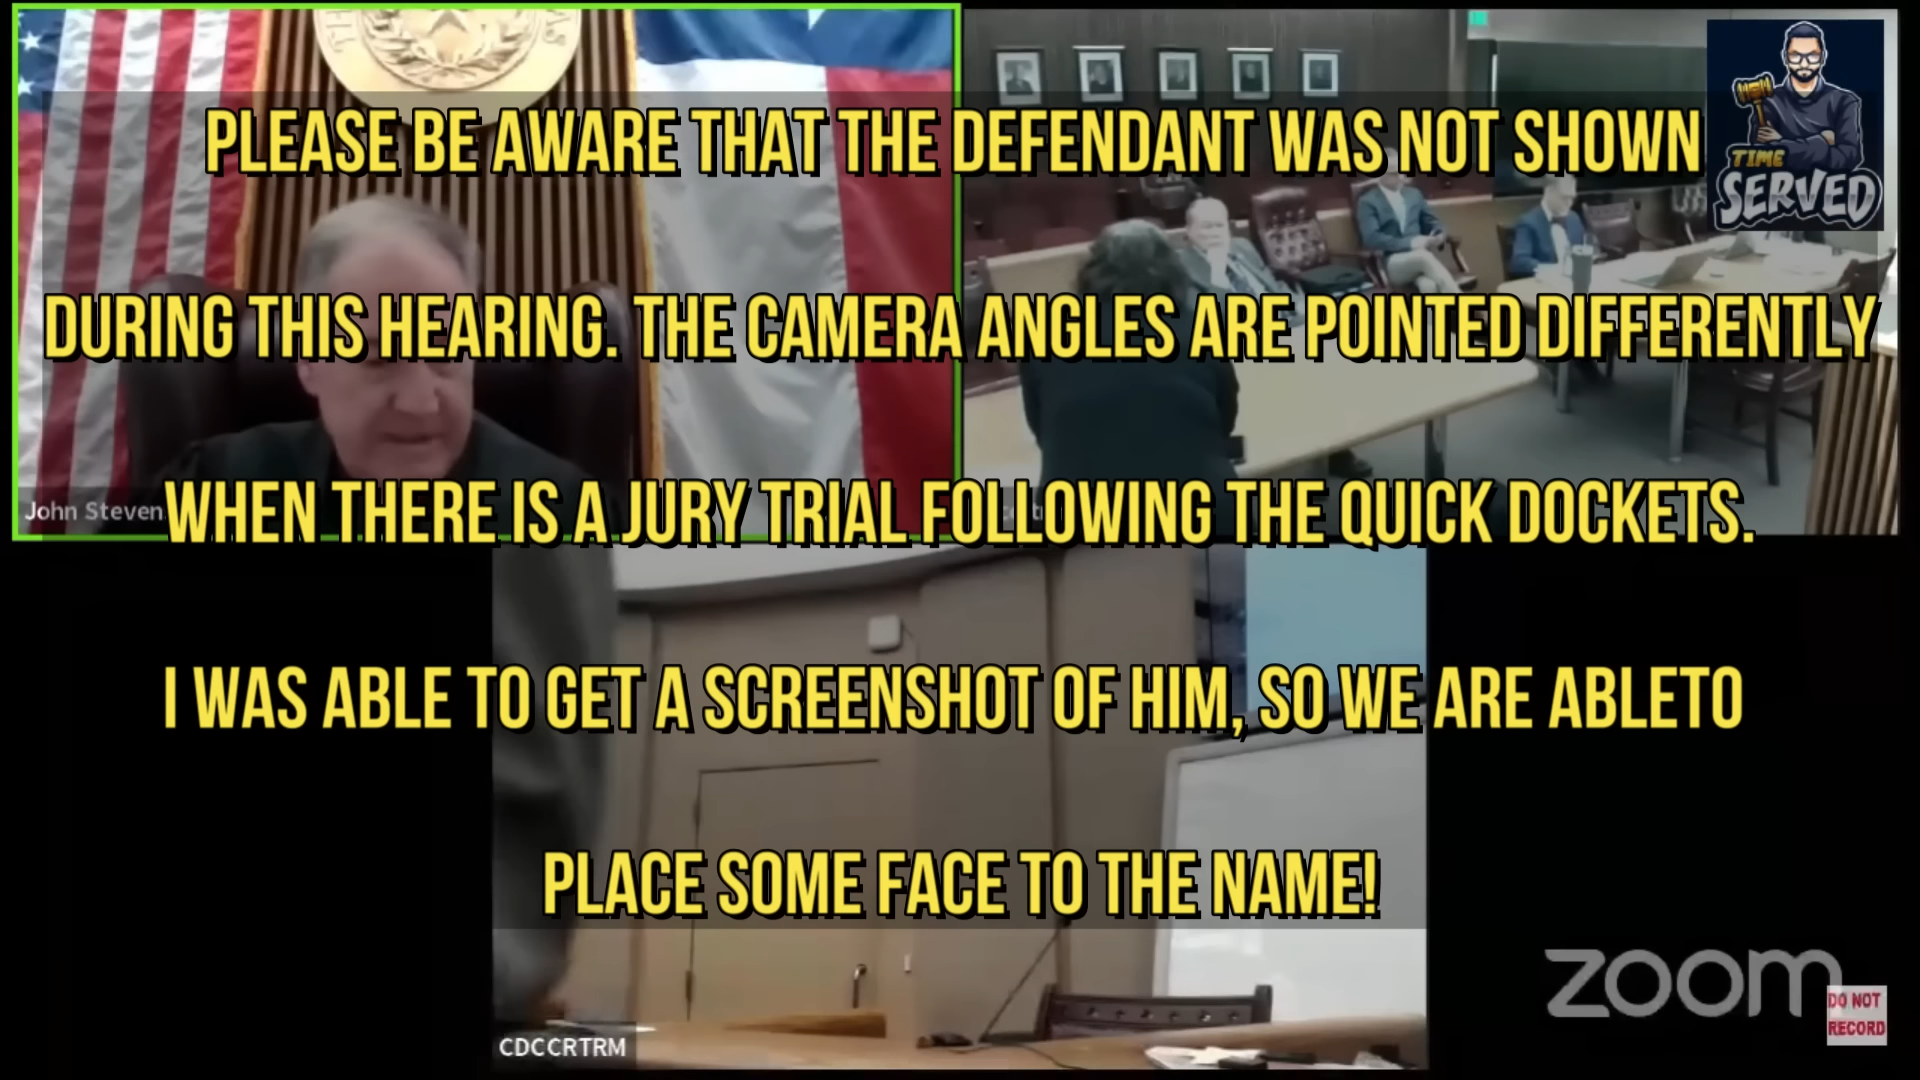 PLEASE BE AWARE THAT THE DEFENDANT WAS NOT SHOWN
TIME
SERVED
DURING THIS HEARING. THE CAMERA ANGLES ARE POINTED DIFFERENTLY
John Steven
WHEN THERE IS A JURY TRIAL FOLLOWING THE QUICK DOCKETS.
I WAS ABLE TO GET A SCREENSHOT OF HIM, SO WE ARE ABLETO
PLACE SOME FACE TO THE NAME!
zoom
DO NOT
RECORD
CDCCRTRM